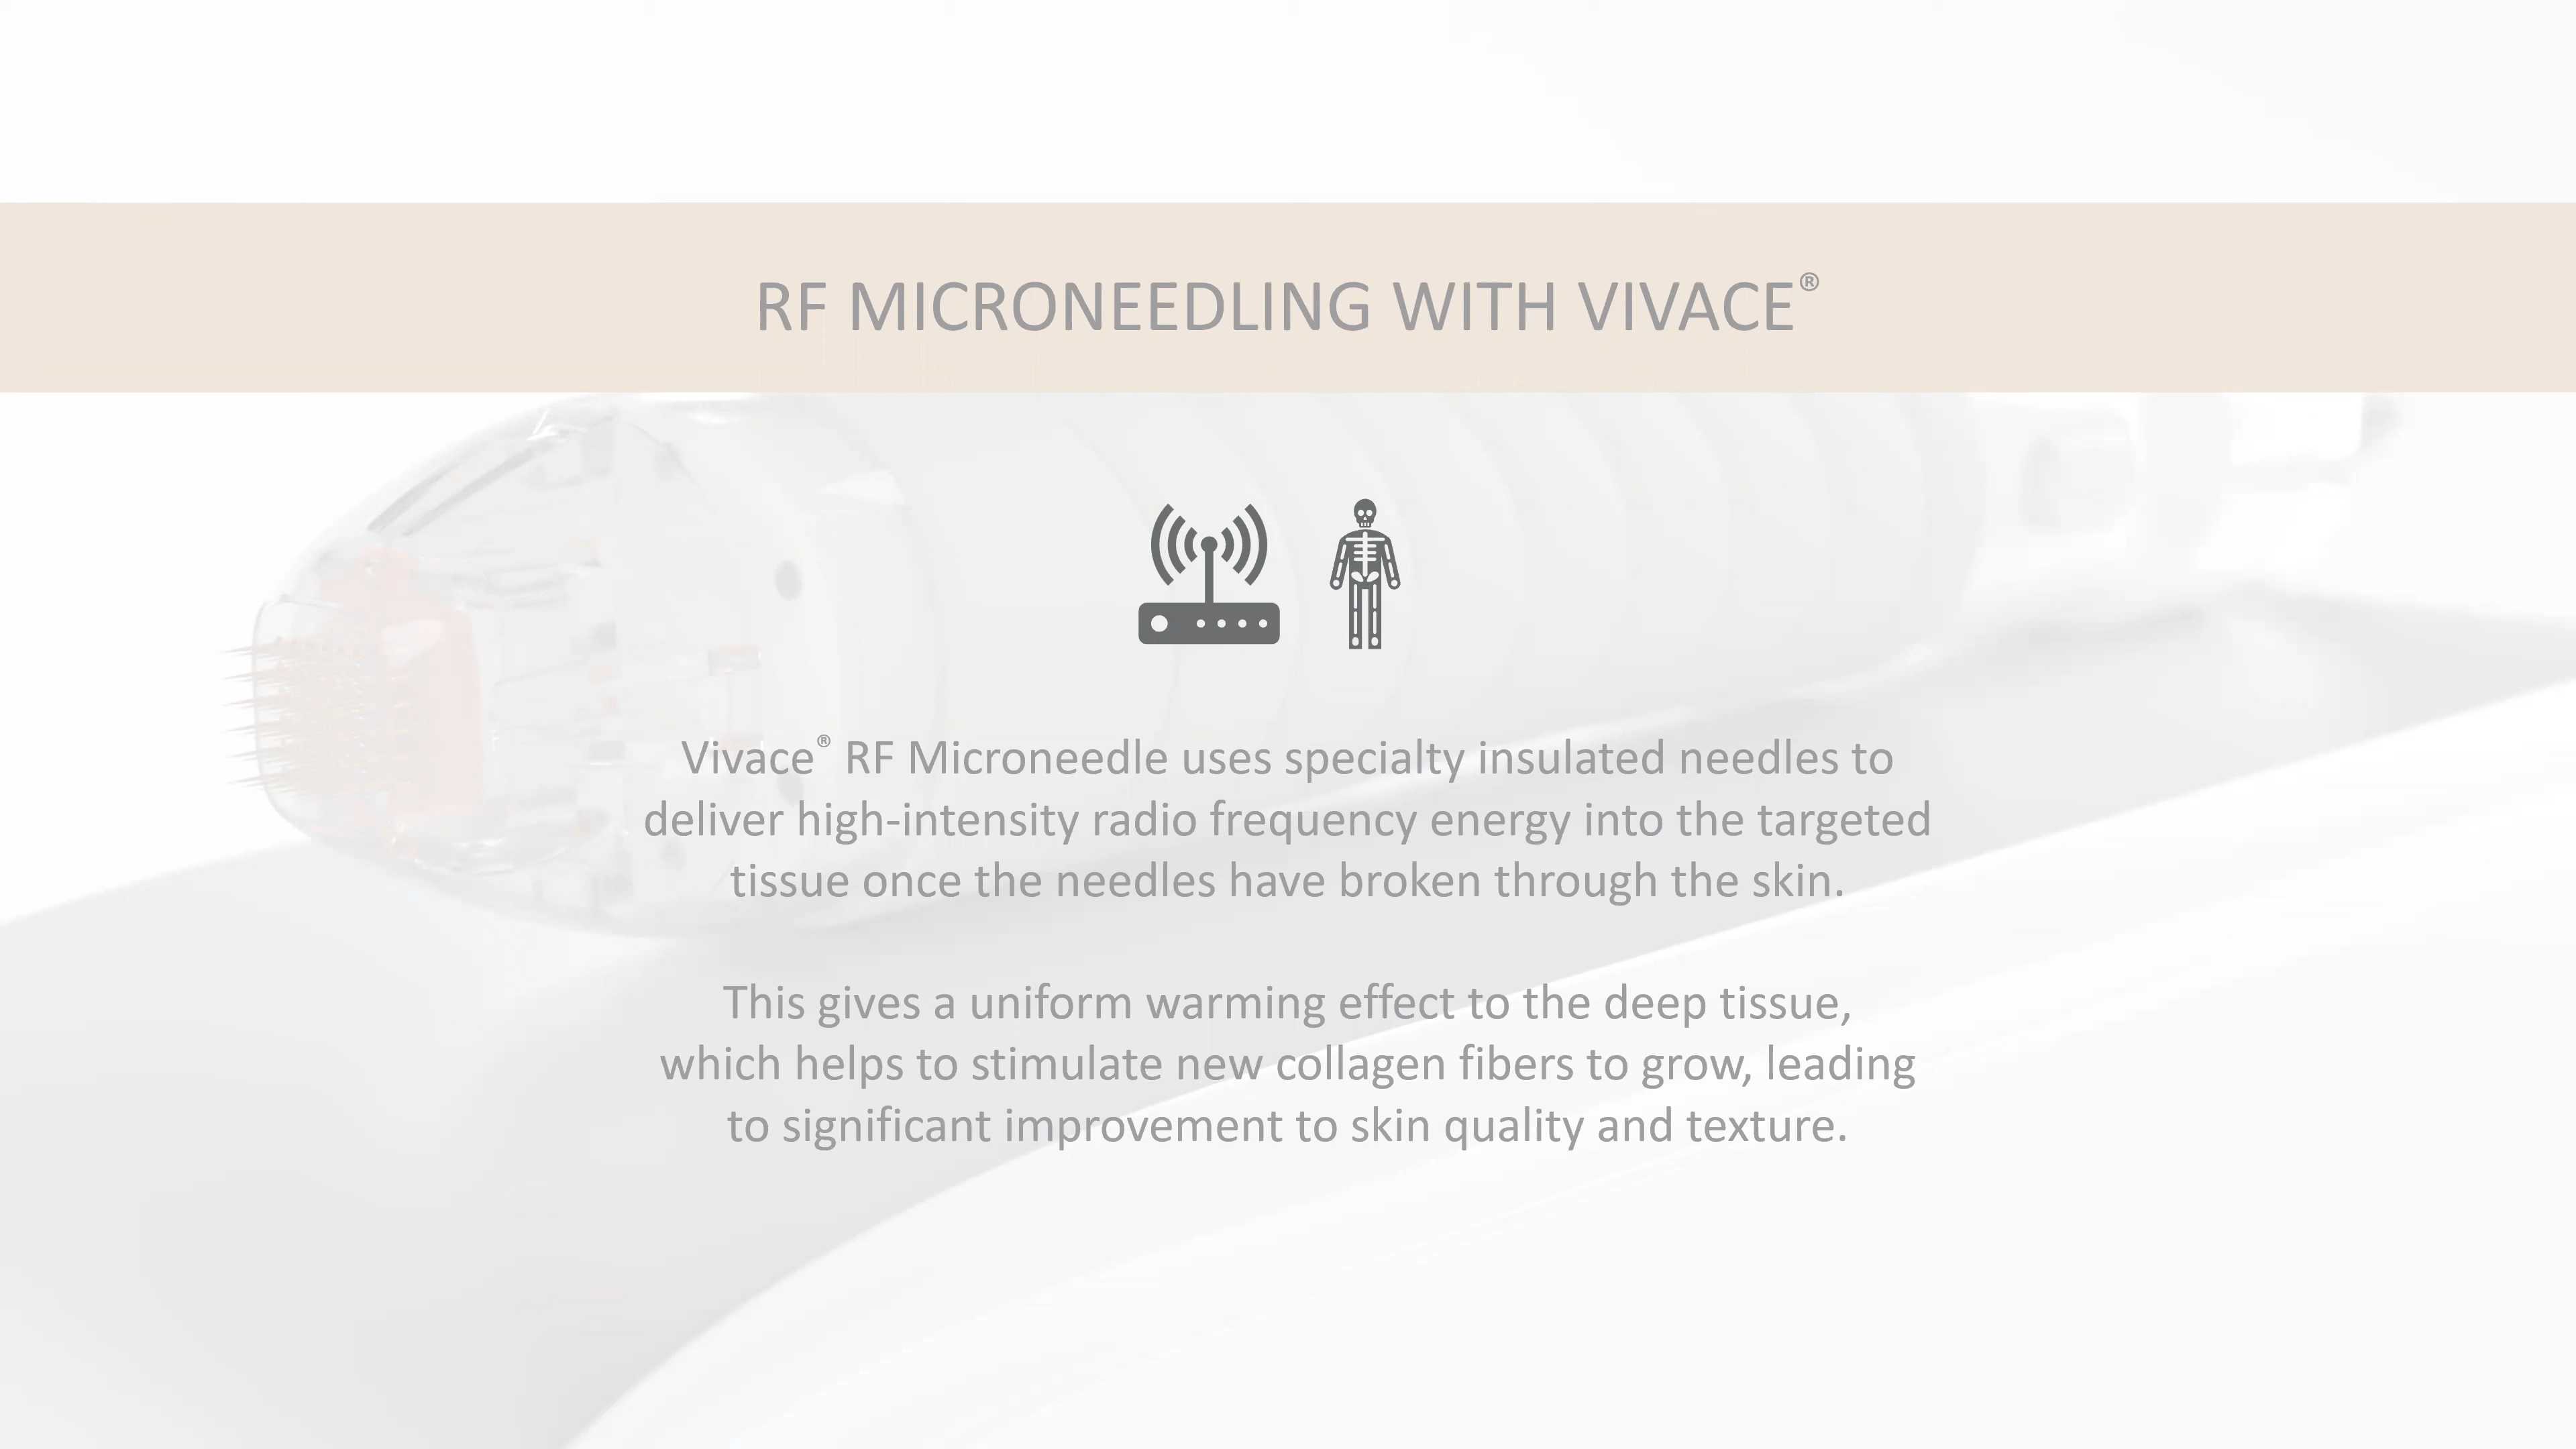 RF MICRONEEDLING WITH VIVACE®
Vivace® RF Microneedle uses specialty insulated needles to
deliver high-intensity radio frequency energy into the targeted
tissue once the needles have broken through the skin.
This gives a uniform warming effect to the deep tissue,
which helps to stimulate new collagen fibers to grow, leading
to significant improvement to skin quality and texture.